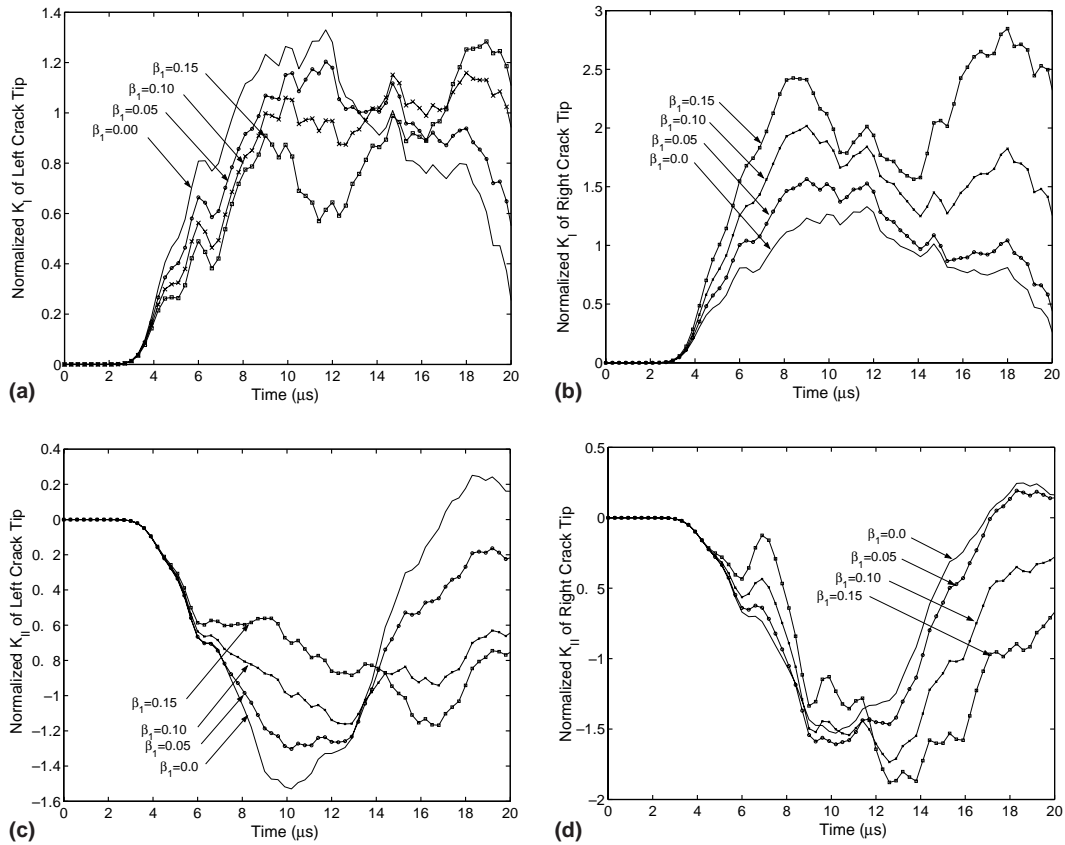 1.4
1.2
1
0.8
0.6
0.4
0.2
0
0 2 4 6 8 10 12 14 16 18 20
Normalized K_I of Left Crack Tip
Time (μs)
β₁=0.15
β₁=0.10
β₁=0.05
β₁=0.00
(a)
3
2.5
2
1.5
1
0.5
0
0 2 4 6 8 10 12 14 16 18 20
Normalized K_I of Right Crack Tip
Time (μs)
β₁=0.15
β₁=0.10
β₁=0.05
β₁=0.0
(b)
0.4
0.2
0
0. 2
0. 4
0. 6
0. 8
−1
−1.2
−1.4
−1.6
0 2 4 6 8 10 12 14 16 18 20
Normalized K_II of Left Crack Tip
Time (μs)
β₁=0.15
β₁=0.10
β₁=0.05
β₁=0.0
(c)
0.5
0
0. 5
−1
−1.5
−2
0 2 4 6 8 10 12 14 16 18 20
Normalized K_II of Right Crack Tip
Time (μs)
β₁=0.0
β₁=0.05
β₁=0.10
β₁=0.15
(d)